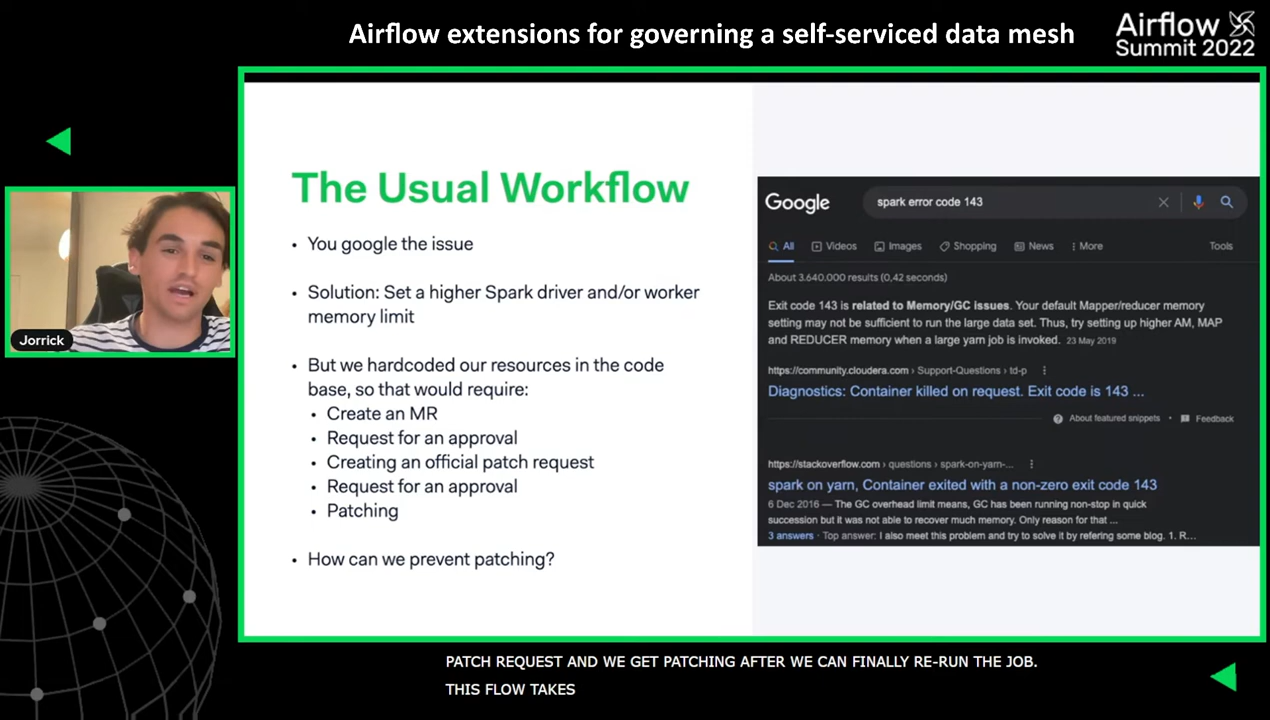 Airflow extensions for governing a self-serviced data mesh
Airflow
Summit 2022
Jorrick
The Usual Workflow
• You google the issue
• Solution: Set a higher Spark driver and/or worker
memory limit
• But we hardcoded our resources in the code
base, so that would require:
• Create an MR
• Request for an approval
• Creating an official patch request
• Request for an approval
• Patching
• How can we prevent patching?
Google
spark error code 143
All
Videos
Images
Shopping
News
More
Tools
About 3.640.000 results (0,42 seconds)
Exit code 143 is related to Memory/GC issues. Your default Mapper/reducer memory
setting may not be sufficient to run the large data set. Thus, try setting up higher AM, MAP
and REDUCER memory when a large yarn job is invoked. 23 May 2019
https://community.cloudera.com › Support-Questions › td-p
Diagnostics: Container killed on request. Exit code is 143 ...
About featured snippets • Feedback
https://stackoverflow.com › questions › spark-on-yarn-...
spark on yarn, Container exited with a non-zero exit code 143
6 Dec 2016 — The GC overhead limit means, GC has been running non-stop in quick
succession but it was not able to recover much memory. Only reason for that ...
3 answers · Top answer: I also meet this problem and try to solve it by refering some blog. 1. R...
PATCH REQUEST AND WE GET PATCHING AFTER WE CAN FINALLY RE-RUN THE JOB.
THIS FLOW TAKES